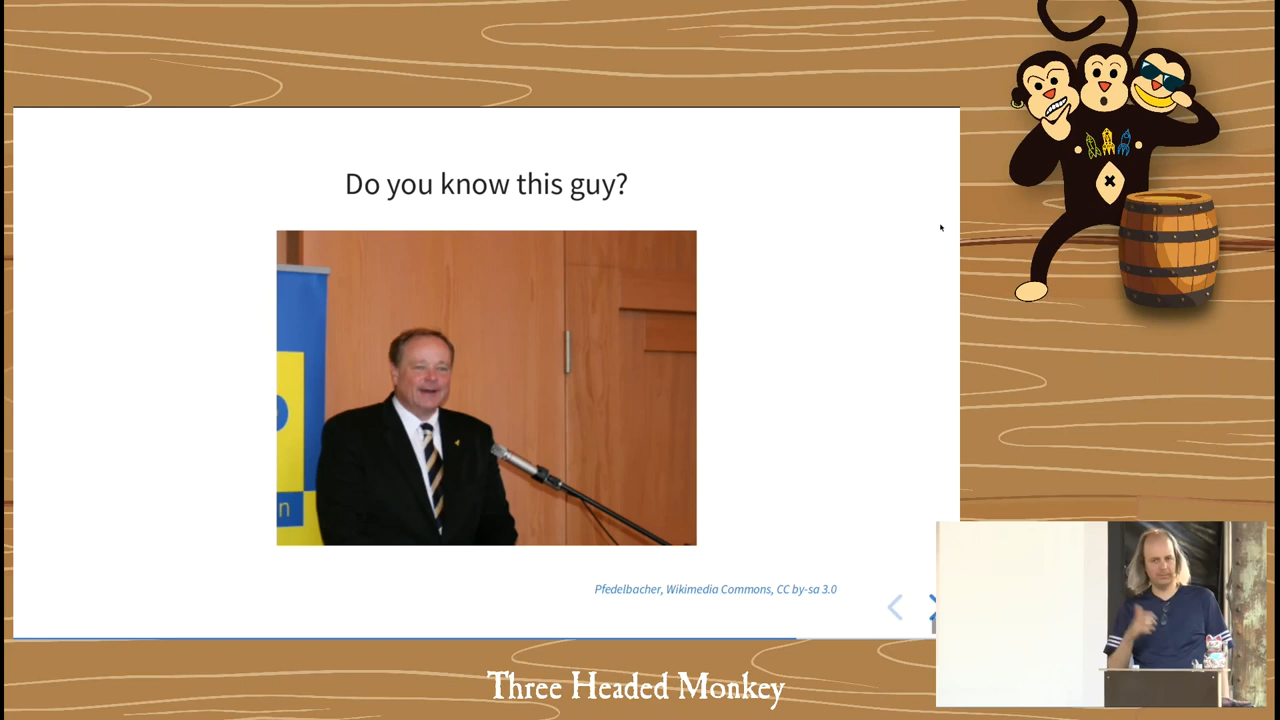 Do you know this guy?
n
Pfedelbacher, Wikimedia Commons, CC by-sa 3.0
Three Headed Monkey